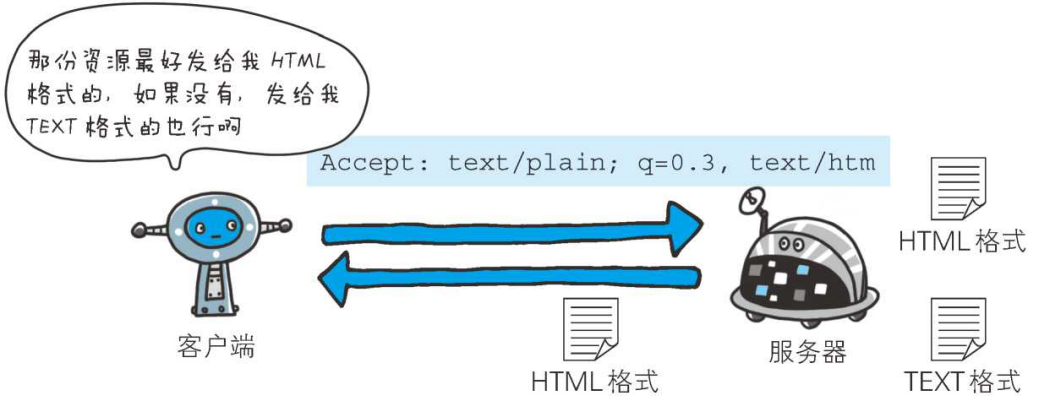 那份资源最好发给我 HTML
格式的, 如果没有, 发给我
TEXT 格式的也行啊
Accept: text/plain; q=0.3, text/htm
HTML 格式
客户端
服务器
HTML 格式
TEXT 格式